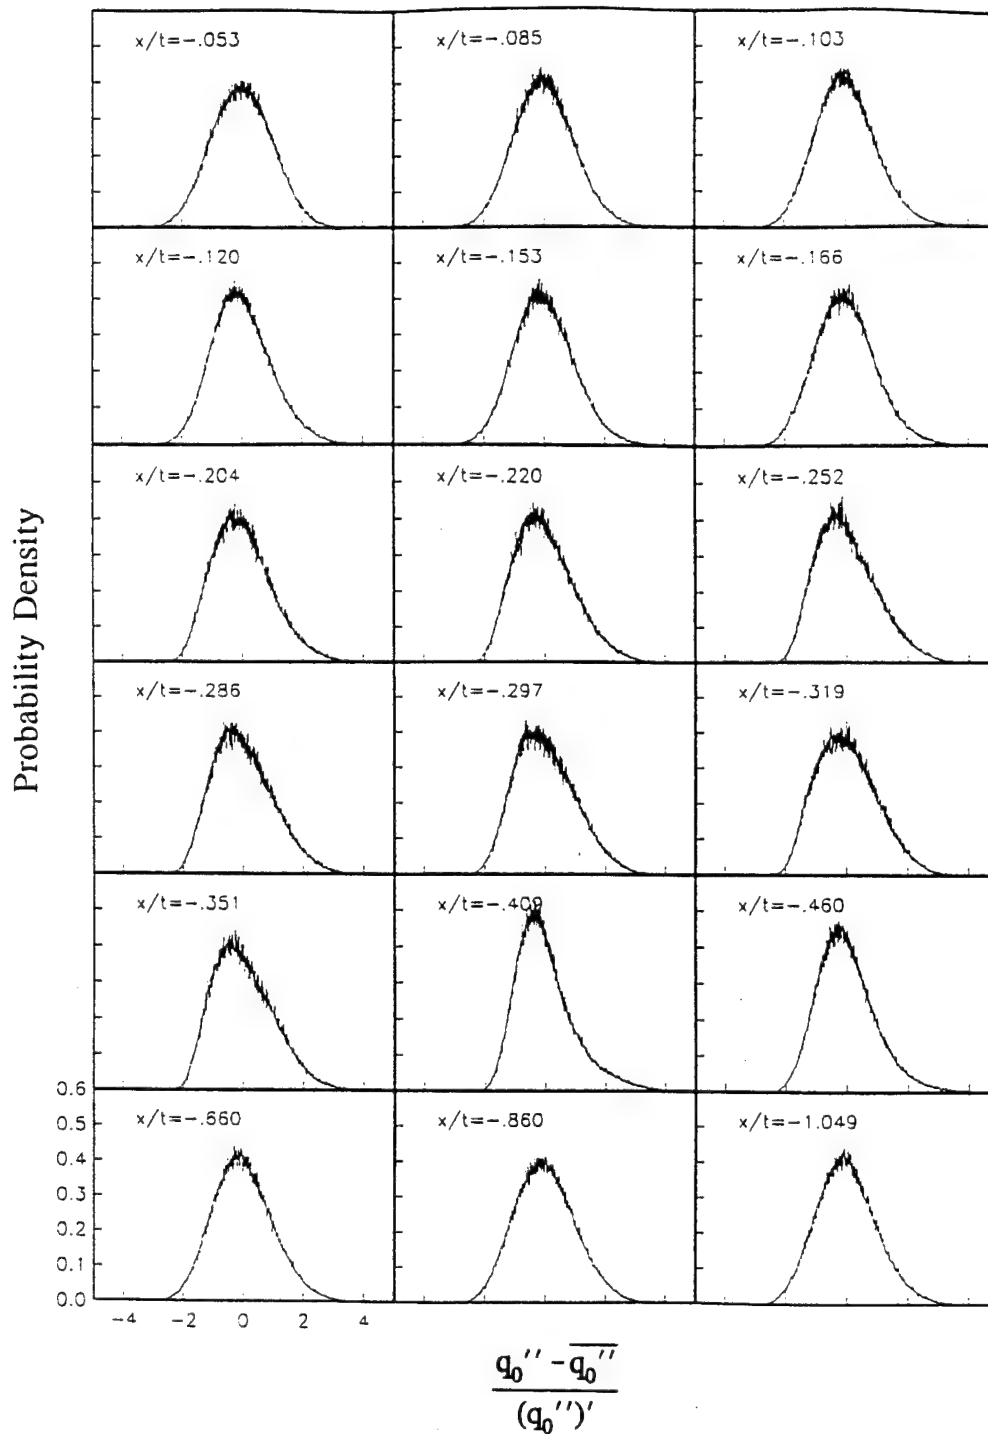 x/t=-.053 x/t=-.085 x/t=-.103
x/t=-.120 x/t=-.153 x/t=-.166
x/t=-.204 x/t=-.220 x/t=-.252
x/t=-.286 x/t=-.297 x/t=-.319
x/t=-.351 x/t=-.409 x/t=-.460
x/t=-.660 x/t=-.860 x/t=-1.049
Probability Density
0.6
0.5
0.4
0.3
0.2
0.1
0.0
-4 -2 0 2 4
q₀'' - q̅₀̅'̅'̅
(q₀'')'